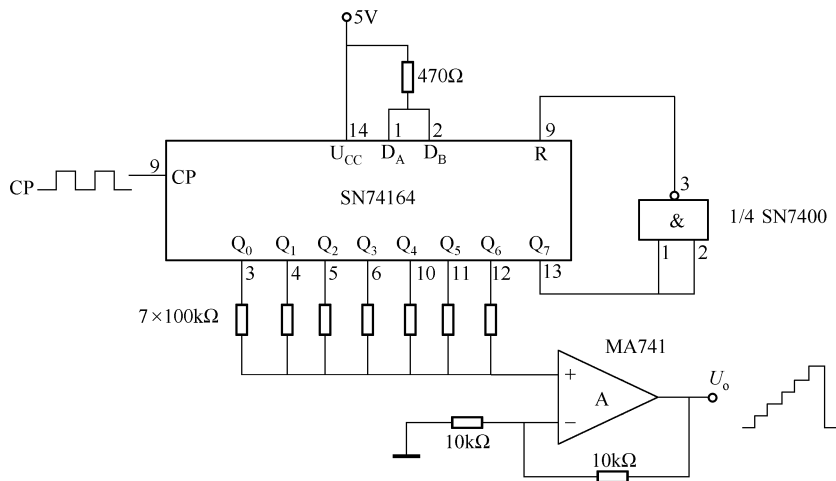 5V
470Ω
14 1 2 9
U_CC D_A D_B R
9 CP
CP
SN74164
3
&
1/4 SN7400
1 2
Q_0 Q_1 Q_2 Q_3 Q_4 Q_5 Q_6 Q_7
3 4 5 6 10 11 12 13
7×100kΩ
MA741
+
A
−
U_o
10kΩ
10kΩ